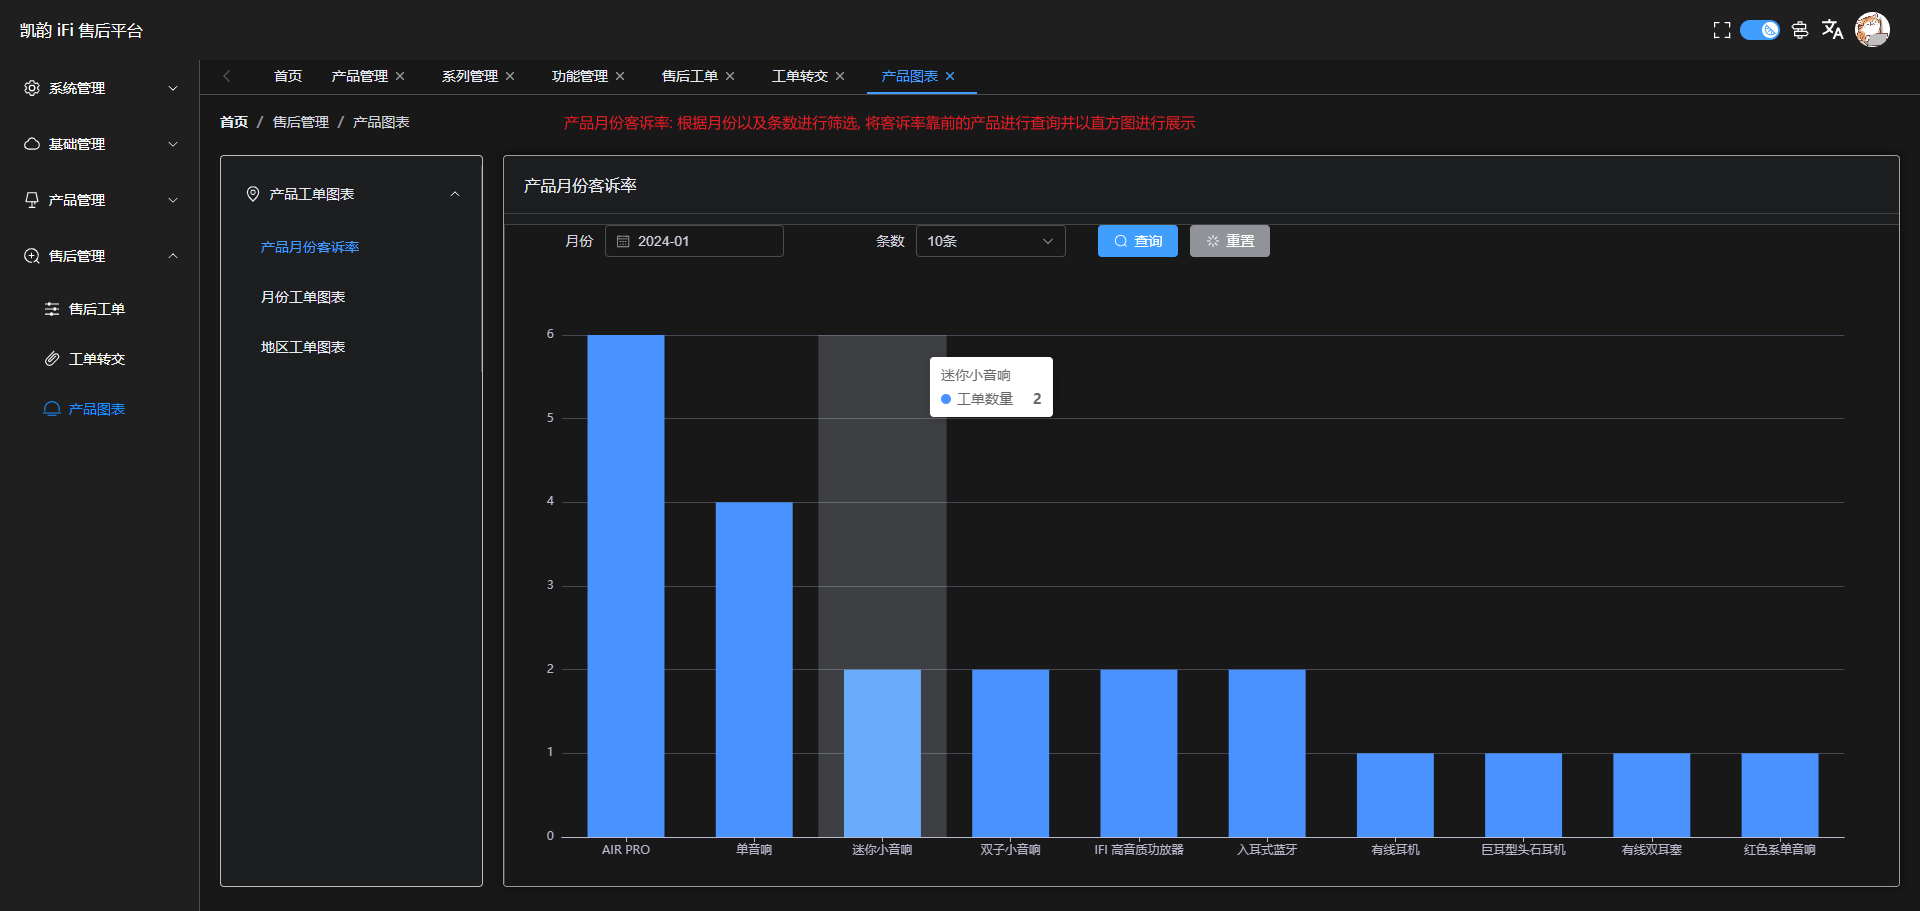 凯韵 iFi 售后平台
系统管理
基础管理
产品管理
售后管理
售后工单
工单转交
产品图表
首页 产品管理 系列管理 功能管理 售后工单 工单转交 产品图表
首页 / 售后管理 / 产品图表
产品月份客诉率: 根据月份以及条数进行筛选, 将客诉率靠前的产品进行查询并以直方图进行展示
产品工单图表
产品月份客诉率
月份工单图表
地区工单图表
产品月份客诉率
月份 2024-01 条数 10条 查询 重置
6
5
4
3
2
1
0
迷你小音响
工单数量 2
AIR PRO 单音响 迷你小音响 双子小音响 IFI 高音质功放器 入耳式蓝牙 有线耳机 巨耳型头石耳机 有线双耳塞 红色系单音响